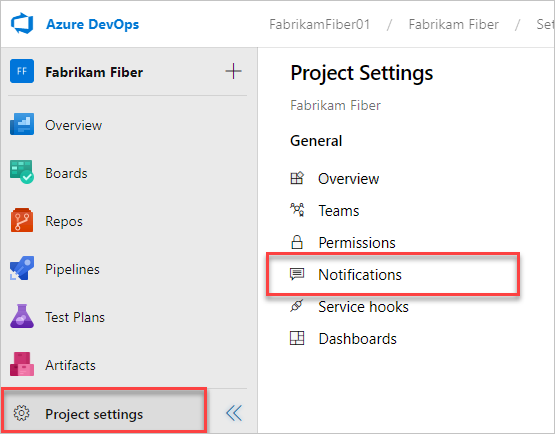 Azure DevOps
FabrikamFiber01 / Fabrikam Fiber / Set
FF Fabrikam Fiber
Overview
Boards
Repos
Pipelines
Test Plans
Artifacts
Project settings
Project Settings
Fabrikam Fiber
General
Overview
Teams
Permissions
Notifications
Service hooks
Dashboards